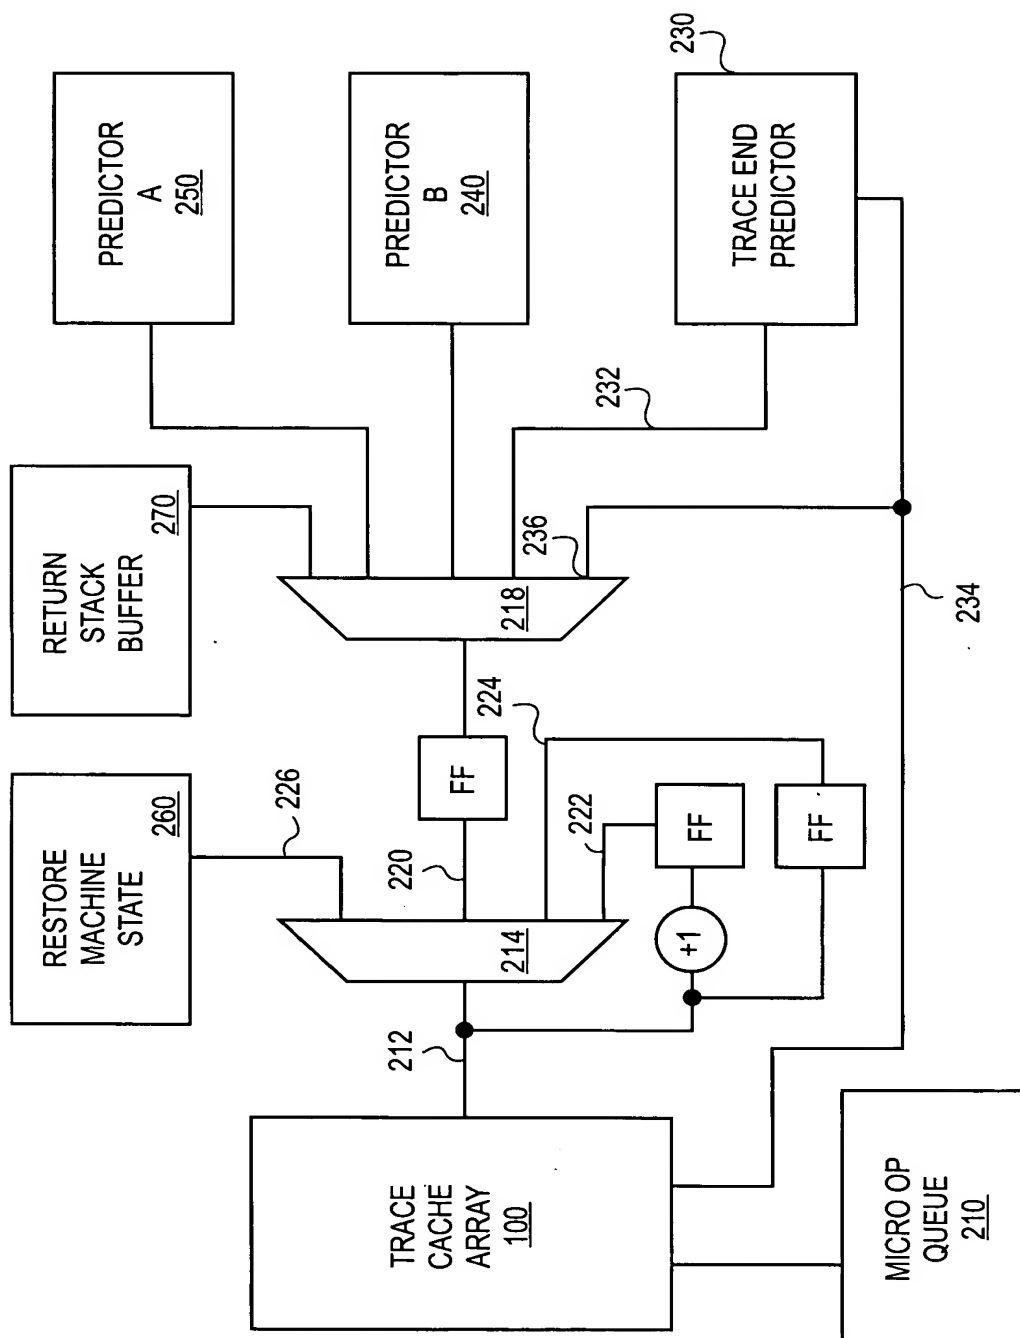 PREDICTOR
A
250
PREDICTOR
B
240
TRACE END
PREDICTOR
230
232
RETURN
STACK
BUFFER
270
236
218
234
224
FF
RESTORE
MACHINE
STATE
260
226
220
222
FF
FF
214
+1
212
TRACE
CACHE
ARRAY
100
MICRO OP
QUEUE
210